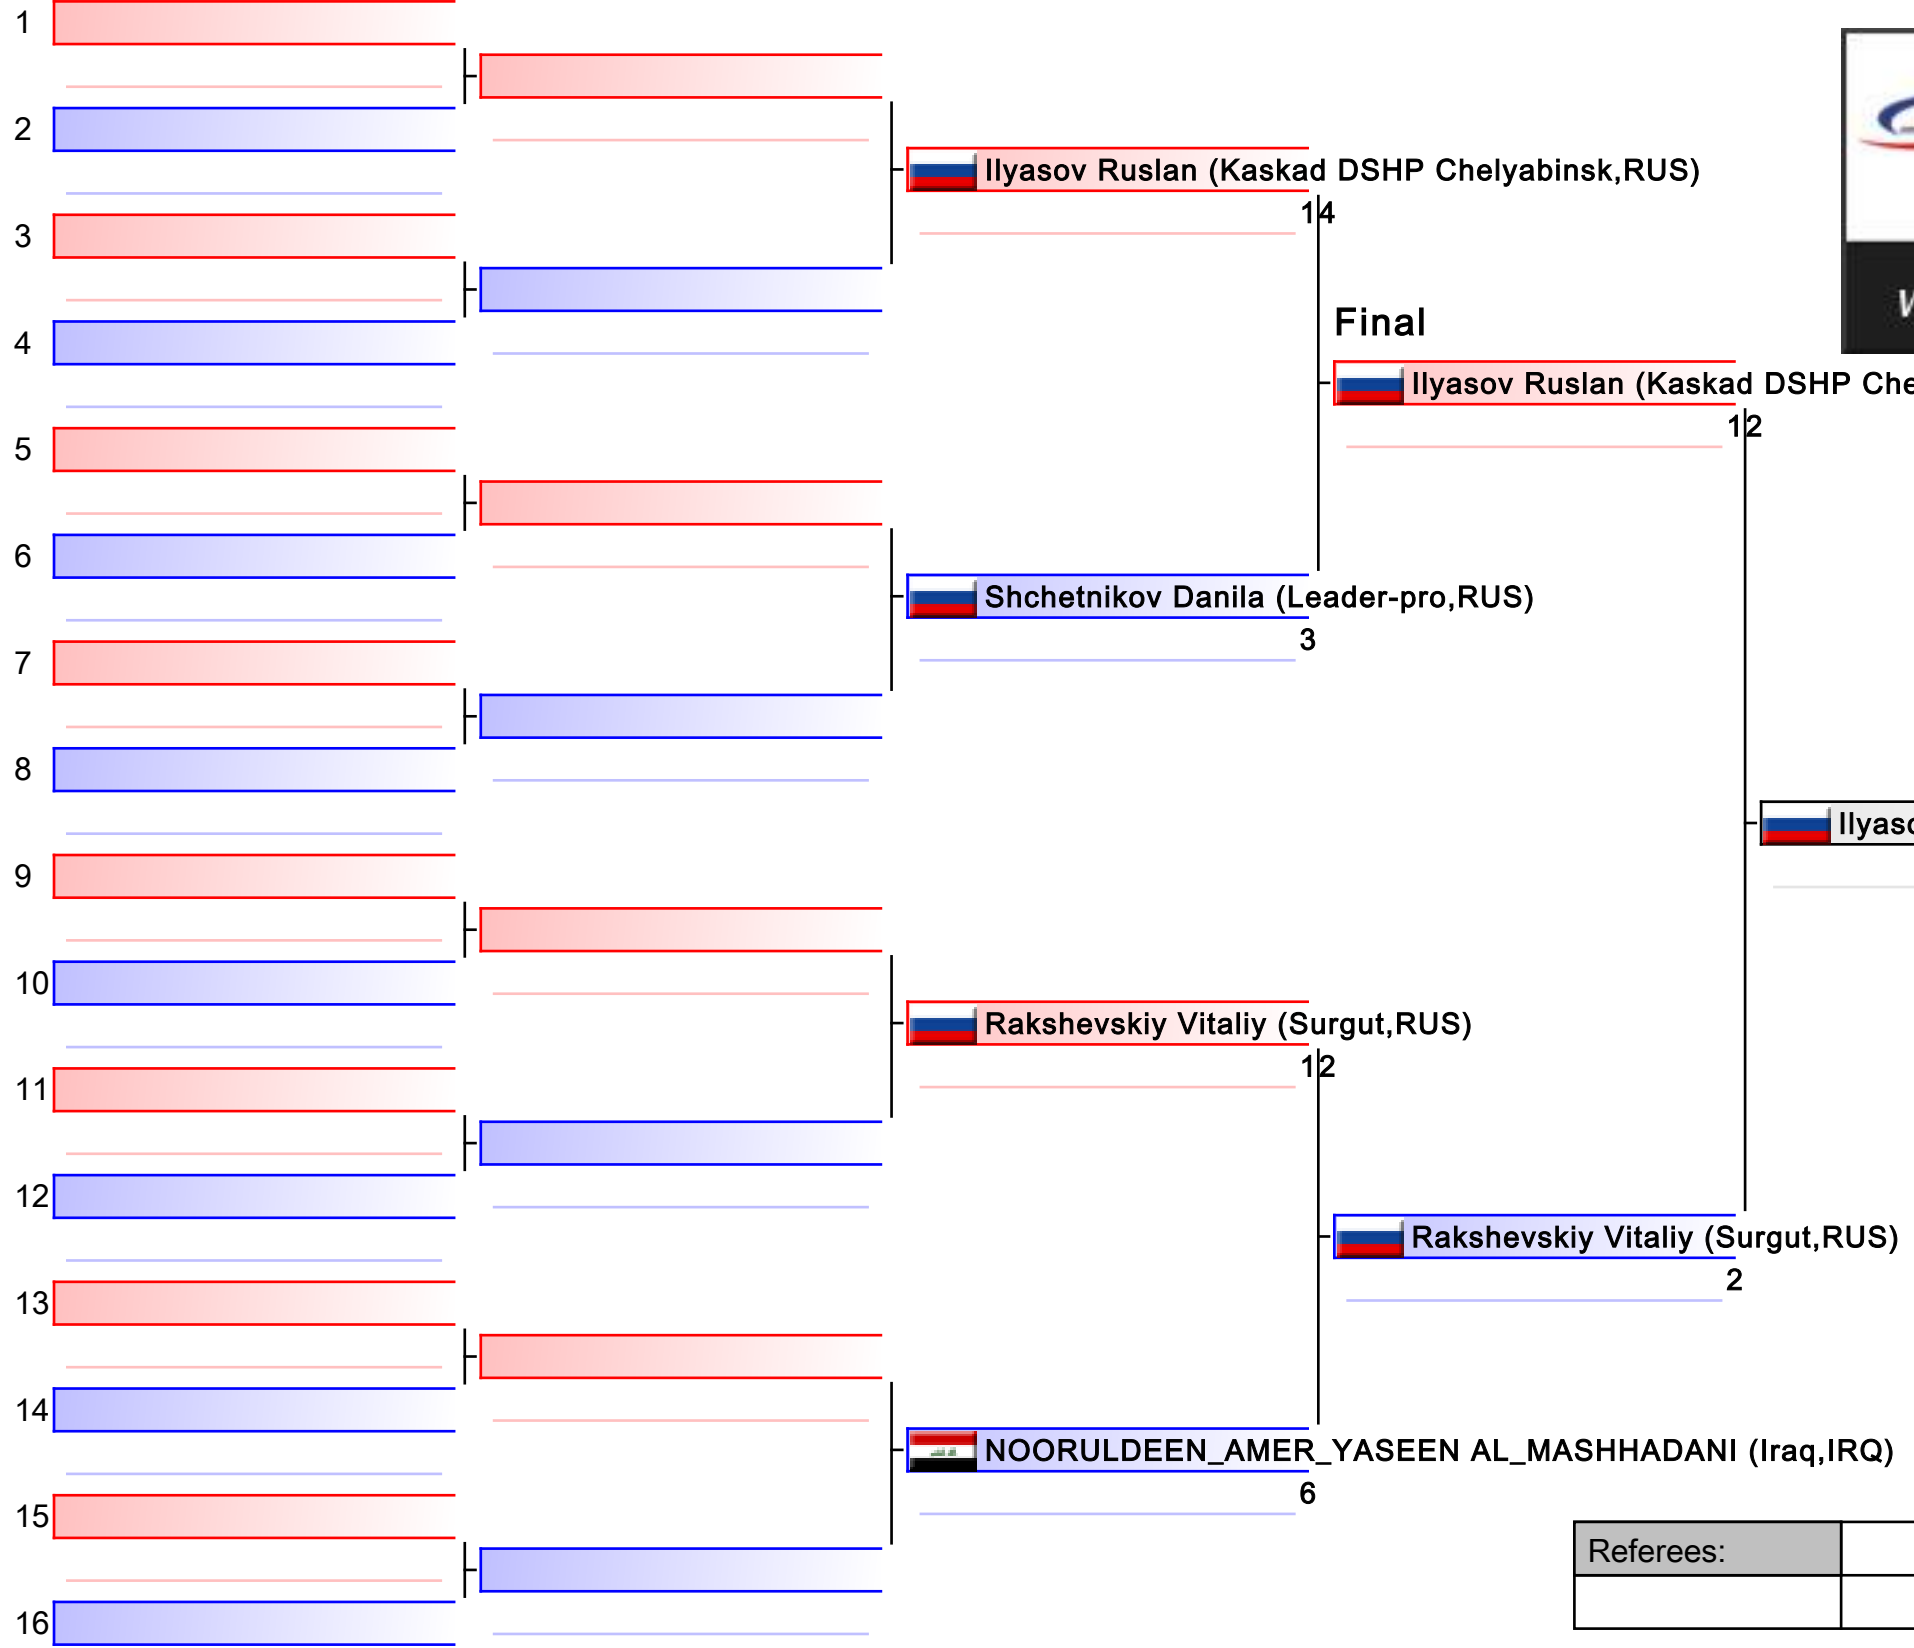 1
2
Ilyasov Ruslan (Kaskad DSHP Chelyabinsk,RUS)
14
3
Final
4
Ilyasov Ruslan (Kaskad DSHP Che
12
5
6
Shchetnikov Danila (Leader-pro,RUS)
3
7
8
Ilyaso
9
10
Rakshevskiy Vitaliy (Surgut,RUS)
12
11
12
Rakshevskiy Vitaliy (Surgut,RUS)
2
13
14
NOORULDEEN_AMER_YASEEN AL_MASHHADANI (Iraq,IRQ)
6
15
Referees:
16